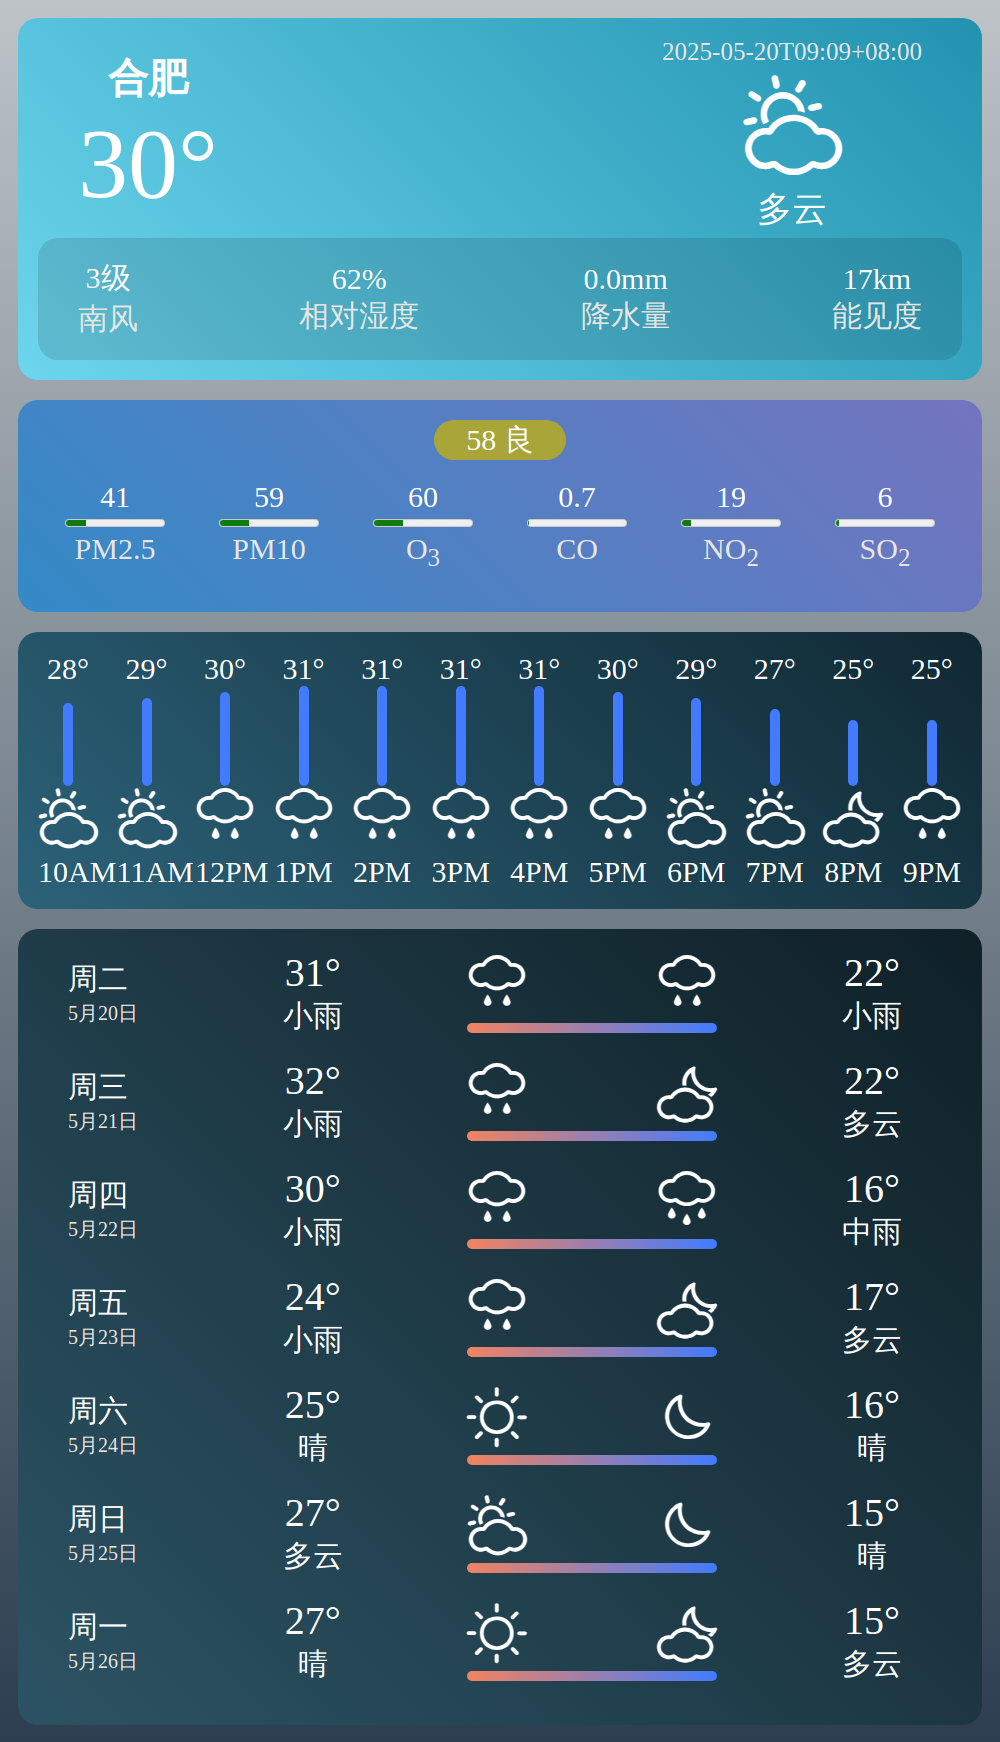 合肥
30°
2025-05-20T09:09+08:00
多云
3级 62% 0.0mm 17km
南风 相对湿度 降水量 能见度
58 良
41 59 60 0.7 19 6
PM2.5 PM10 O3 CO NO2 SO2
28° 29° 30° 31° 31° 31° 31° 30° 29° 27° 25° 25°
10AM 11AM 12PM 1PM 2PM 3PM 4PM 5PM 6PM 7PM 8PM 9PM
周二 31° 22°
5月20日 小雨 小雨
周三 32° 22°
5月21日 小雨 多云
周四 30° 16°
5月22日 小雨 中雨
周五 24° 17°
5月23日 小雨 多云
周六 25° 16°
5月24日 晴 晴
周日 27° 15°
5月25日 多云 晴
周一 27° 15°
5月26日 晴 多云